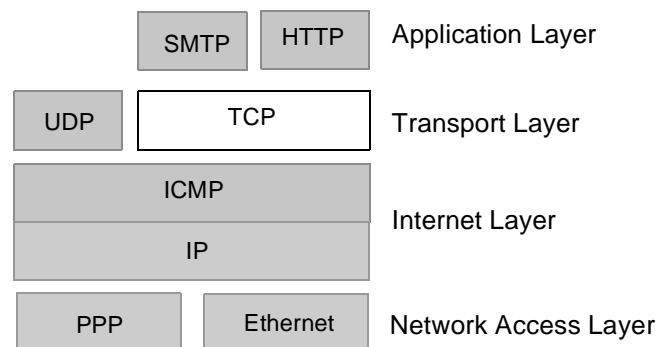 SMTP HTTP Application Layer
UDP TCP Transport Layer
ICMP
Internet Layer
IP
PPP Ethernet Network Access Layer